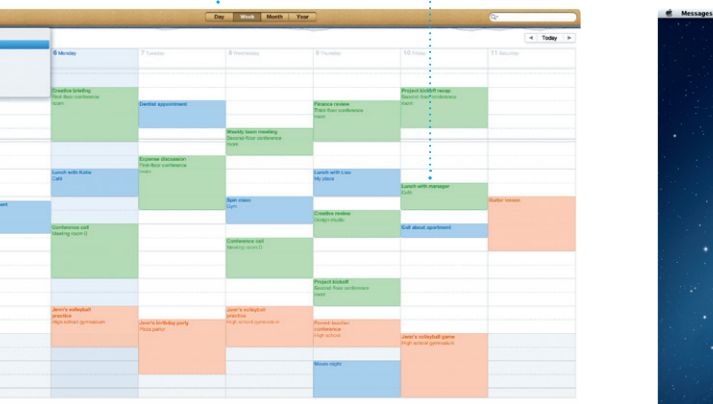 Day Week Month Year
Messages
Today
6 Monday
7 Tuesday
8 Wednesday
9 Thursday
10 Friday
11 Saturday
Creative briefing
First-floor conference
room
Lunch with Katie
Café
Conference call
Meeting room D
Jenn's volleyball
practice
High school gymnasium
Dentist appointment
Expense discussion
First-floor conference
room
Jenn's birthday party
Pizza parlor
Weekly team meeting
Second-floor conference
room
Spin class
Gym
Conference call
Meeting room D
Jenn's volleyball
practice
High school gymnasium
Finance review
Third-floor conference
room
Lunch with Lisa
My place
Creative review
Design studio
Project kickoff
Second-floor conference
room
Parent teacher
conference
High school
Movie night
Project kickoff recap
Second-floor conference
room
Lunch with manager
Café
Call about apartment
Jenn's volleyball game
High school gymnasium
Guitar lesson